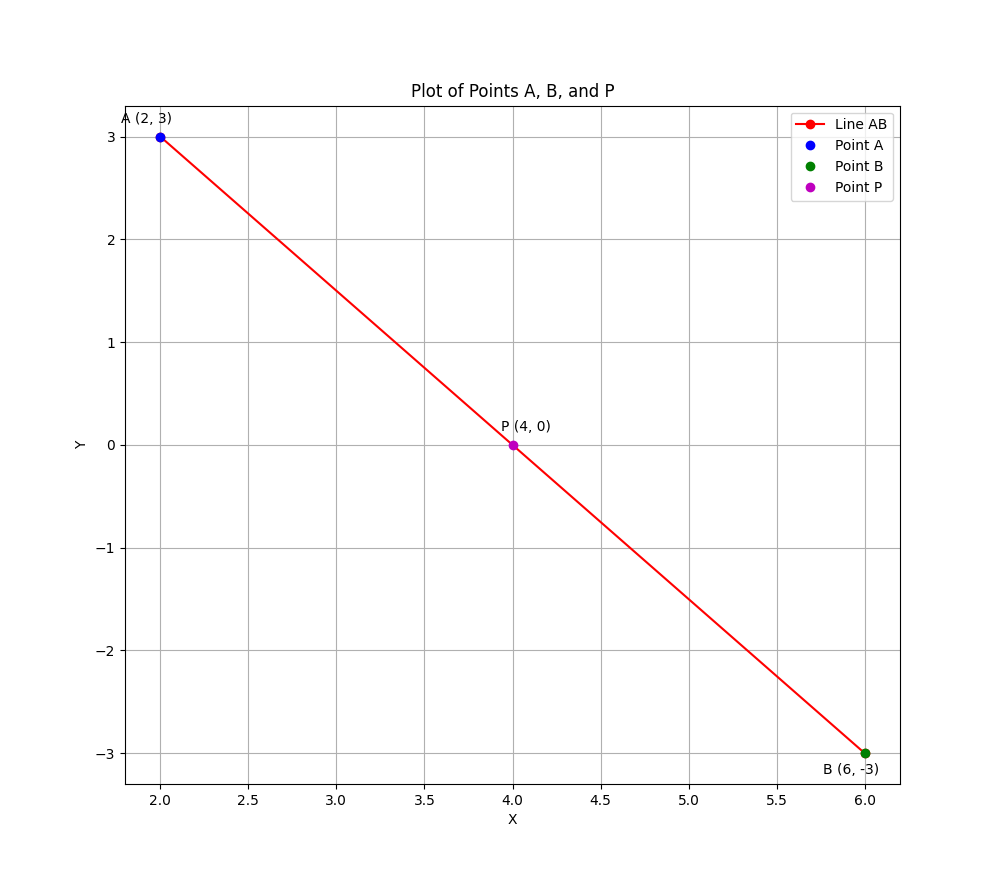 Plot of Points A, B, and P
A (2, 3)
Line AB
Point A
Point B
Point P
3
2
1
0
−1
−2
−3
Y
P (4, 0)
B (6, -3)
2.0 2.5 3.0 3.5 4.0 4.5 5.0 5.5 6.0
X